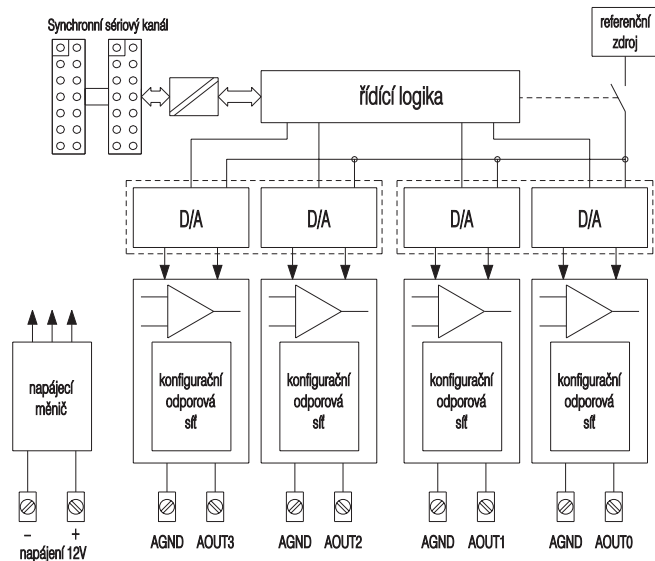 Synchronní sériový kanál
referenční
zdroj
řídící logika
D/A
D/A
D/A
D/A
napájecí
měnič
konfigurační
odporová
síť
konfigurační
odporová
síť
konfigurační
odporová
síť
konfigurační
odporová
síť
– +
napájení 12V
AGND AOUT3 AGND AOUT2 AGND AOUT1 AGND AOUT0